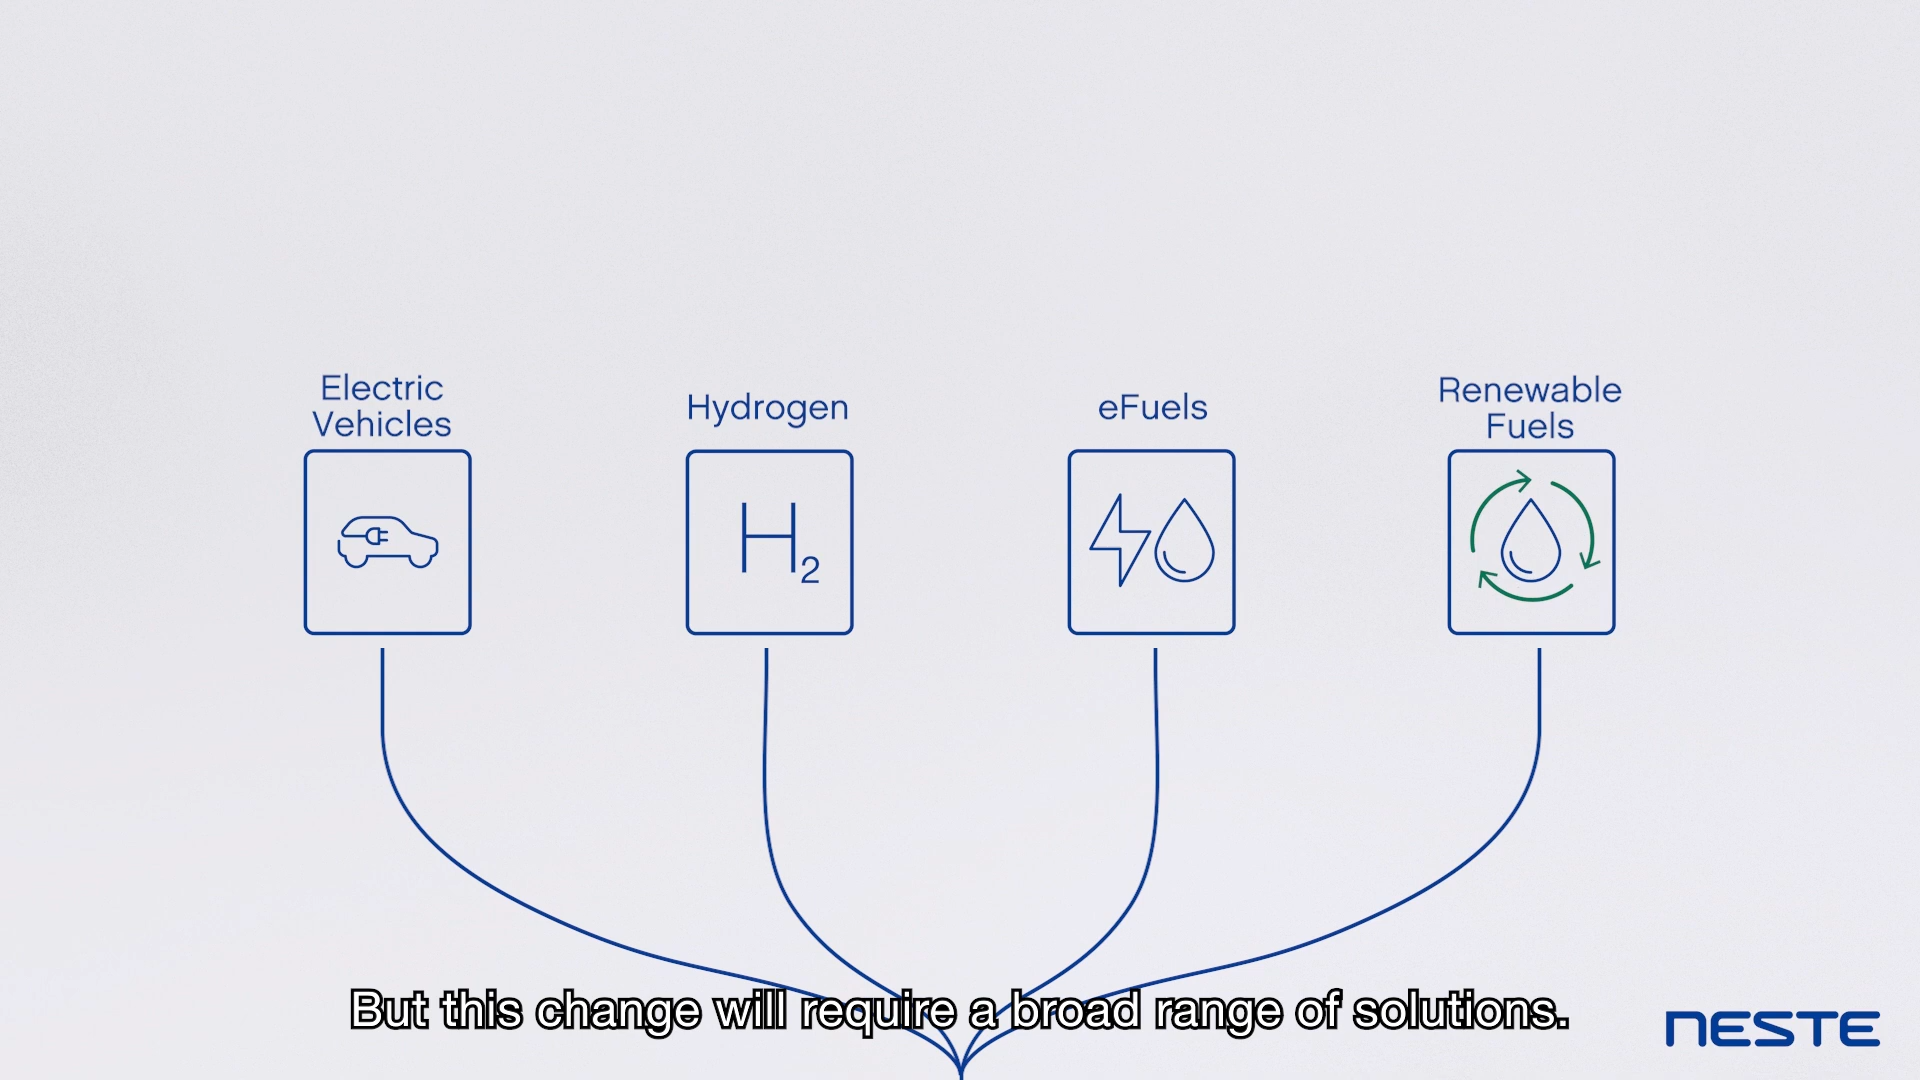 Electric
Vehicles
Hydrogen
eFuels
Renewable
Fuels
H2
But this change will require a broad range of solutions.
NESTE